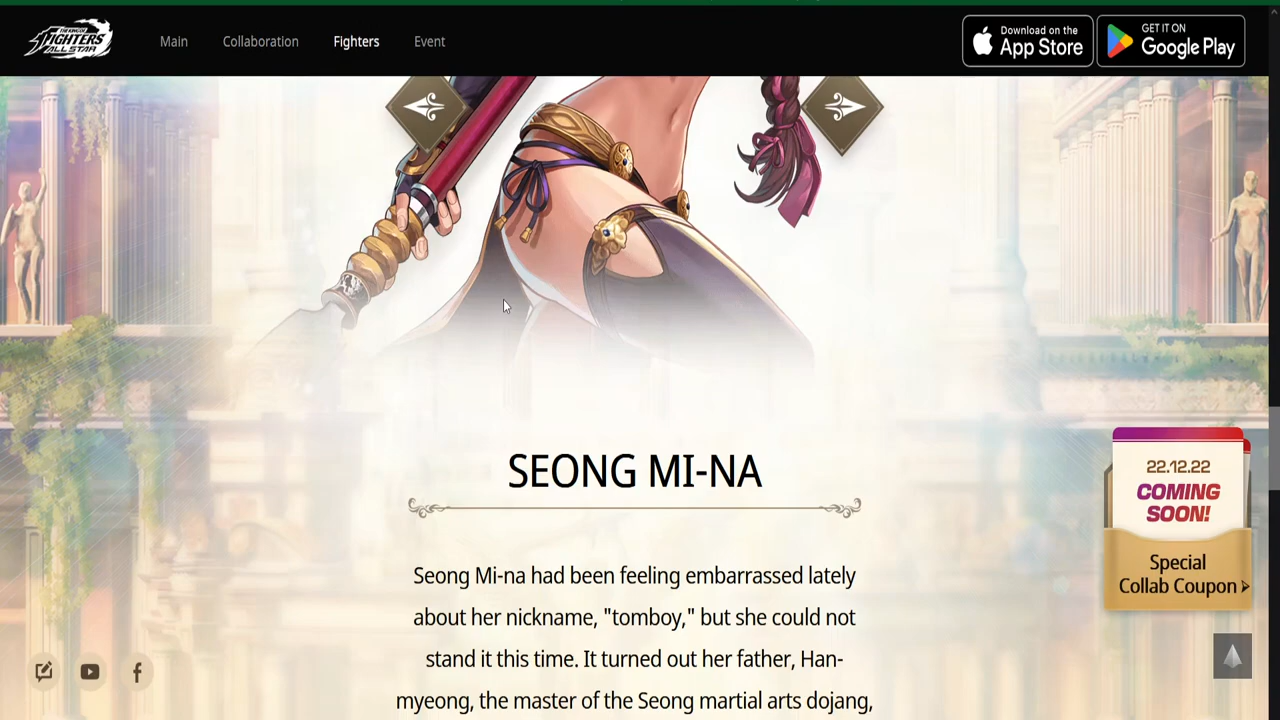 THE KING OF
FIGHTERS
ALL STAR
Main
Collaboration
Fighters
Event
Download on the
App Store
GET IT ON
Google Play
SEONG MI-NA
Seong Mi-na had been feeling embarrassed lately
about her nickname, "tomboy," but she could not
stand it this time. It turned out her father, Han-
myeong, the master of the Seong martial arts dojang,
22.12.22
COMING
SOON!
Special
Collab Coupon